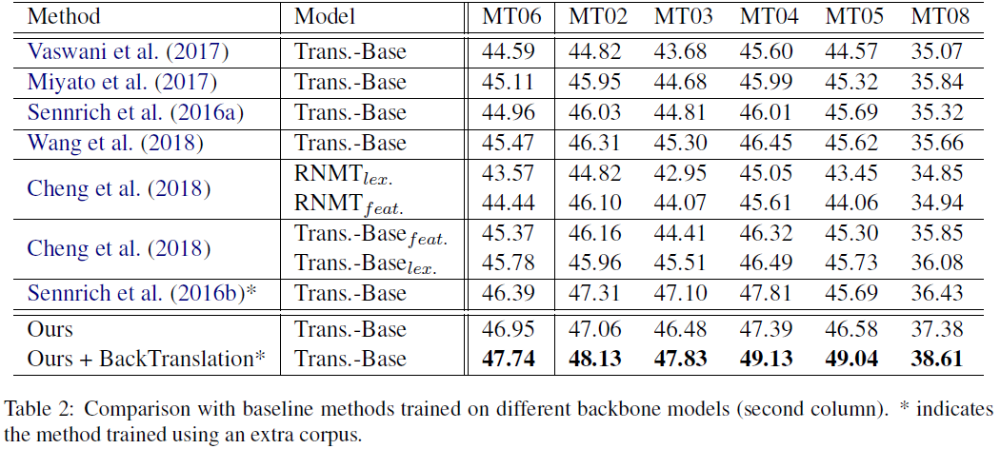 Method Model MT06 MT02 MT03 MT04 MT05 MT08
Vaswani et al. (2017) Trans.-Base 44.59 44.82 43.68 45.60 44.57 35.07
Miyato et al. (2017) Trans.-Base 45.11 45.95 44.68 45.99 45.32 35.84
Sennrich et al. (2016a) Trans.-Base 44.96 46.03 44.81 46.01 45.69 35.32
Wang et al. (2018) Trans.-Base 45.47 46.31 45.30 46.45 45.62 35.66
Cheng et al. (2018) RNMTlex. 43.57 44.82 42.95 45.05 43.45 34.85
RNMTfeat. 44.44 46.10 44.07 45.61 44.06 34.94
Cheng et al. (2018) Trans.-Basefeat. 45.37 46.16 44.41 46.32 45.30 35.85
Trans.-Baselex. 45.78 45.96 45.51 46.49 45.73 36.08
Sennrich et al. (2016b)* Trans.-Base 46.39 47.31 47.10 47.81 45.69 36.43
Ours Trans.-Base 46.95 47.06 46.48 47.39 46.58 37.38
Ours + BackTranslation* Trans.-Base 47.74 48.13 47.83 49.13 49.04 38.61
Table 2: Comparison with baseline methods trained on different backbone models (second column). * indicates
the method trained using an extra corpus.